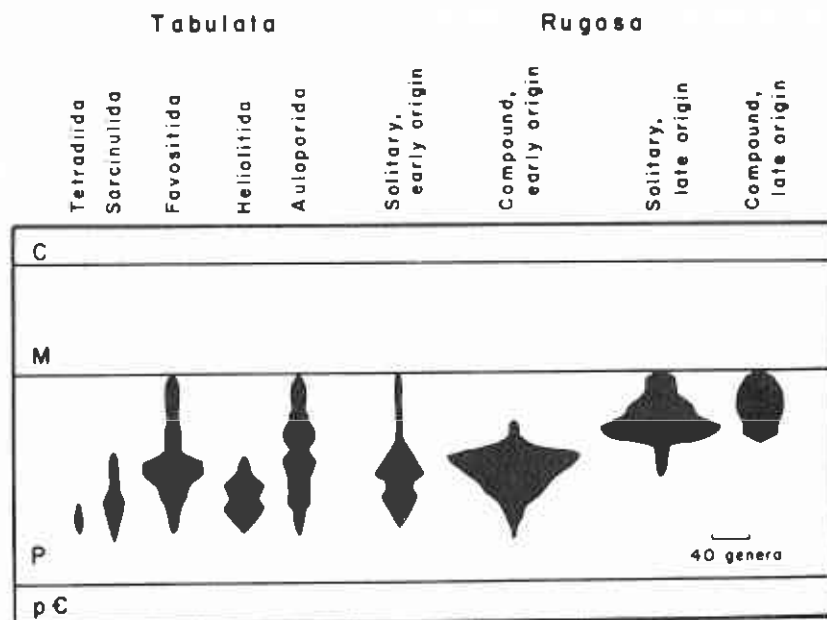 Tabulata
Rugosa
Tetradiida
Sarcinulida
Favositida
Heliolitida
Auloporida
Solitary,
early origin
Compound,
early origin
Solitary,
late origin
Compound,
late origin
C
M
P
40 genera
p€